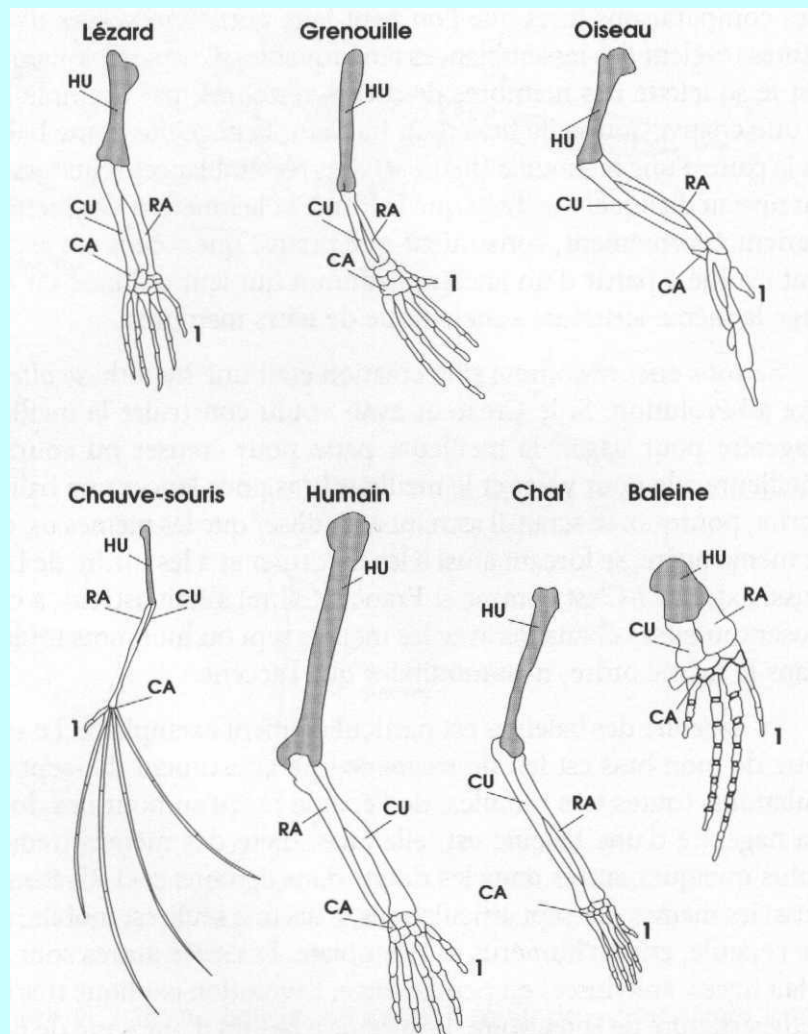 Lézard
HU
CU
RA
CA
1
Grenouille
HU
CU
RA
CA
1
Oiseau
HU
RA
CU
CA
1
Chauve-souris
HU
RA
CU
CA
1
Humain
HU
CU
RA
CA
1
Chat
HU
CU
RA
CA
1
Baleine
HU
RA
CU
CA
1